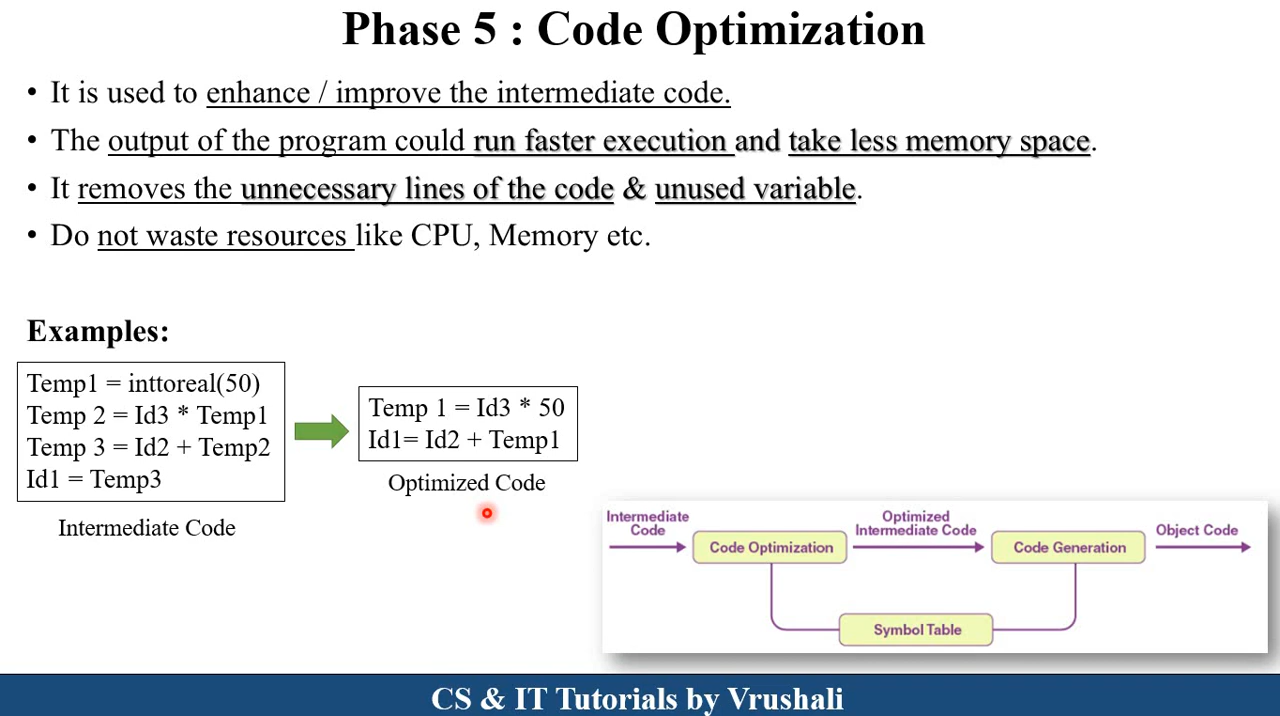 Phase 5 : Code Optimization
• It is used to enhance / improve the intermediate code.
• The output of the program could run faster execution and take less memory space.
• It removes the unnecessary lines of the code & unused variable.
• Do not waste resources like CPU, Memory etc.
Examples:
Temp1 = inttoreal(50)
Temp 2 = Id3 * Temp1
Temp 3 = Id2 + Temp2
Id1 = Temp3
Intermediate Code
Temp 1 = Id3 * 50
Id1= Id2 + Temp1
Optimized Code
Intermediate
Code
Code Optimization
Optimized
Intermediate Code
Code Generation
Object Code
Symbol Table
CS & IT Tutorials by Vrushali